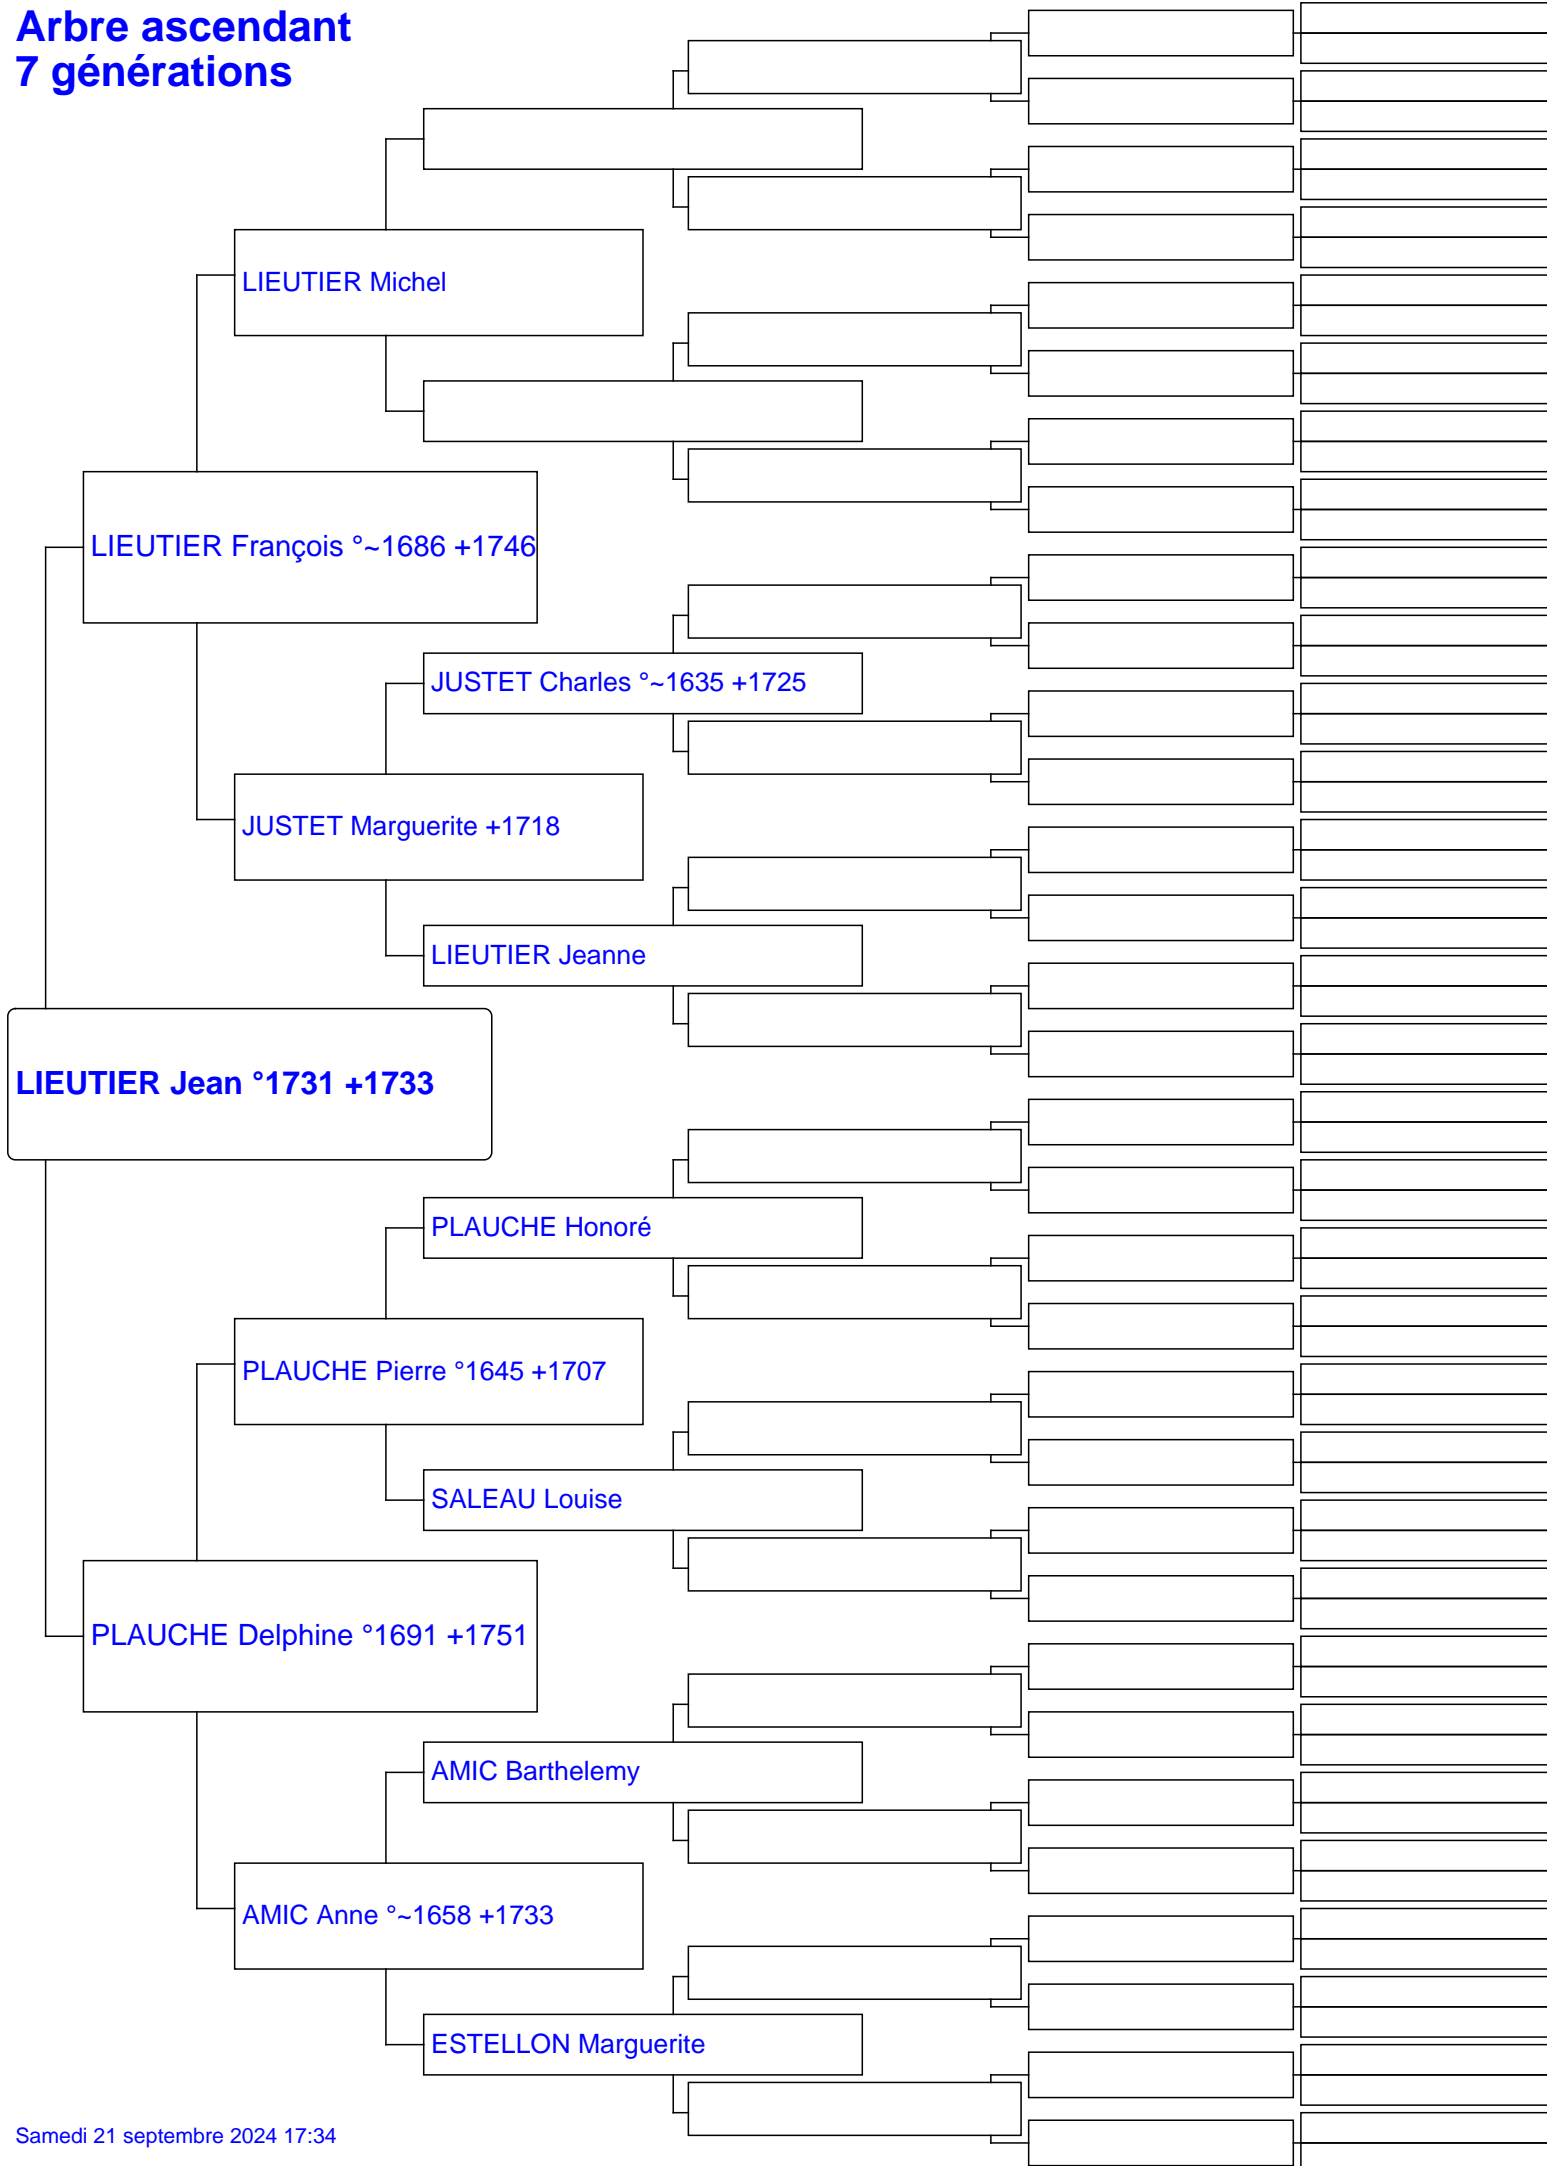 Arbre ascendant
7 générations
LIEUTIER Michel
LIEUTIER François °~1686 +1746
JUSTET Charles °~1635 +1725
JUSTET Marguerite +1718
LIEUTIER Jeanne
LIEUTIER Jean °1731 +1733
PLAUCHE Honoré
PLAUCHE Pierre °1645 +1707
SALEAU Louise
PLAUCHE Delphine °1691 +1751
AMIC Barthelemy
AMIC Anne °~1658 +1733
ESTELLON Marguerite
Samedi 21 septembre 2024 17:34